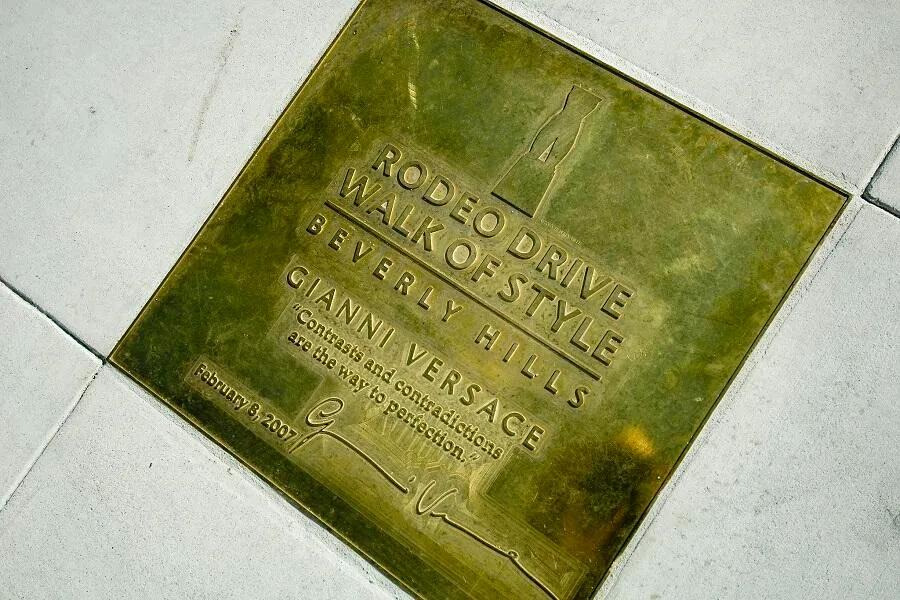 RODEO DRIVE
WALK OF STYLE
BEVERLY HILLS
GIANNI VERSACE
"Contrasts and contradictions
are the way to perfection."
February 8, 2007